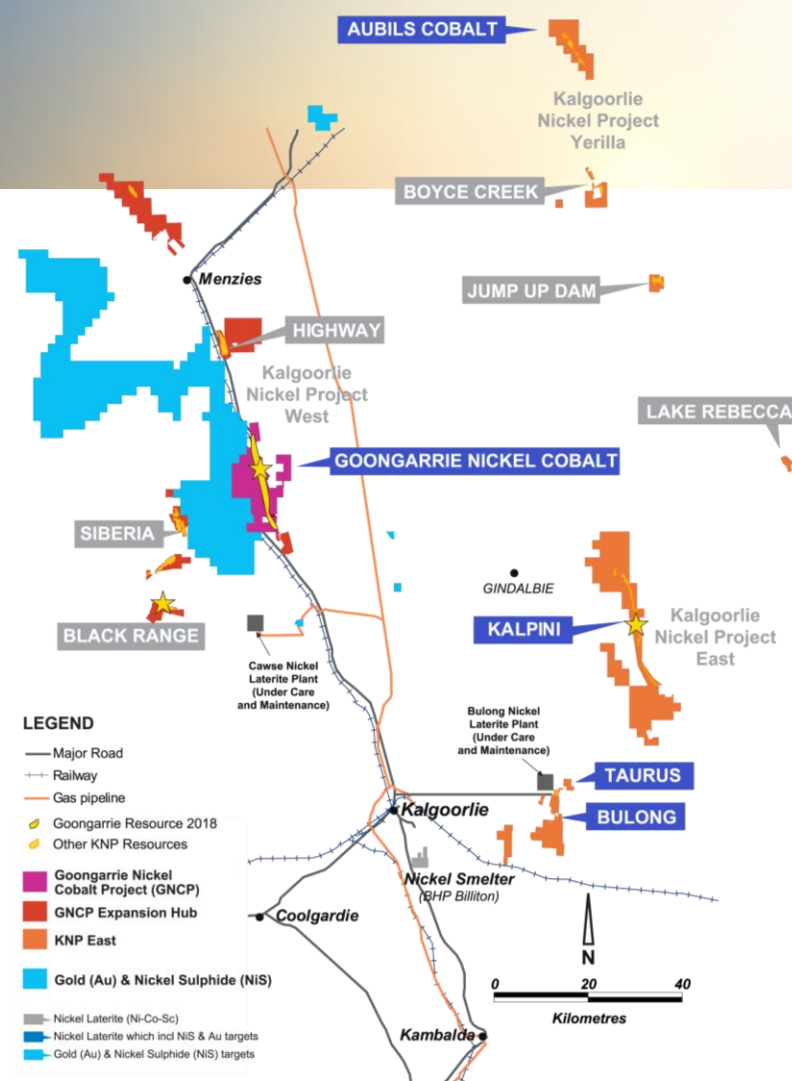 AUBILS COBALT
Kalgoorlie
Nickel Project
Yerilla
BOYCE CREEK
Menzies
JUMP UP DAM
HIGHWAY
Kalgoorlie
Nickel Project
West
LAKE REBECCA
GOONGARRIE NICKEL COBALT
SIBERIA
GINDALBIE
BLACK RANGE
KALPINI
Kalgoorlie
Nickel Project
East
Cawse Nickel
Laterite Plant
(Under Care
and Maintenance)
Bulong Nickel
Laterite Plant
(Under Care
and Maintenance)
TAURUS
BULONG
Kalgoorlie
Nickel Smelter
(BHP Billiton)
Coolgardie
Kambalda
N
0 20 40
Kilometres
LEGEND
Major Road
Railway
Gas pipeline
Goongarrie Resource 2018
Other KNP Resources
Goongarrie Nickel
Cobalt Project (GNCP)
GNCP Expansion Hub
KNP East
Gold (Au) & Nickel Sulphide (NiS)
Nickel Laterite (Ni-Co-Sc)
Nickel Laterite which incl NiS & Au targets
Gold (Au) & Nickel Sulphide (NiS) targets